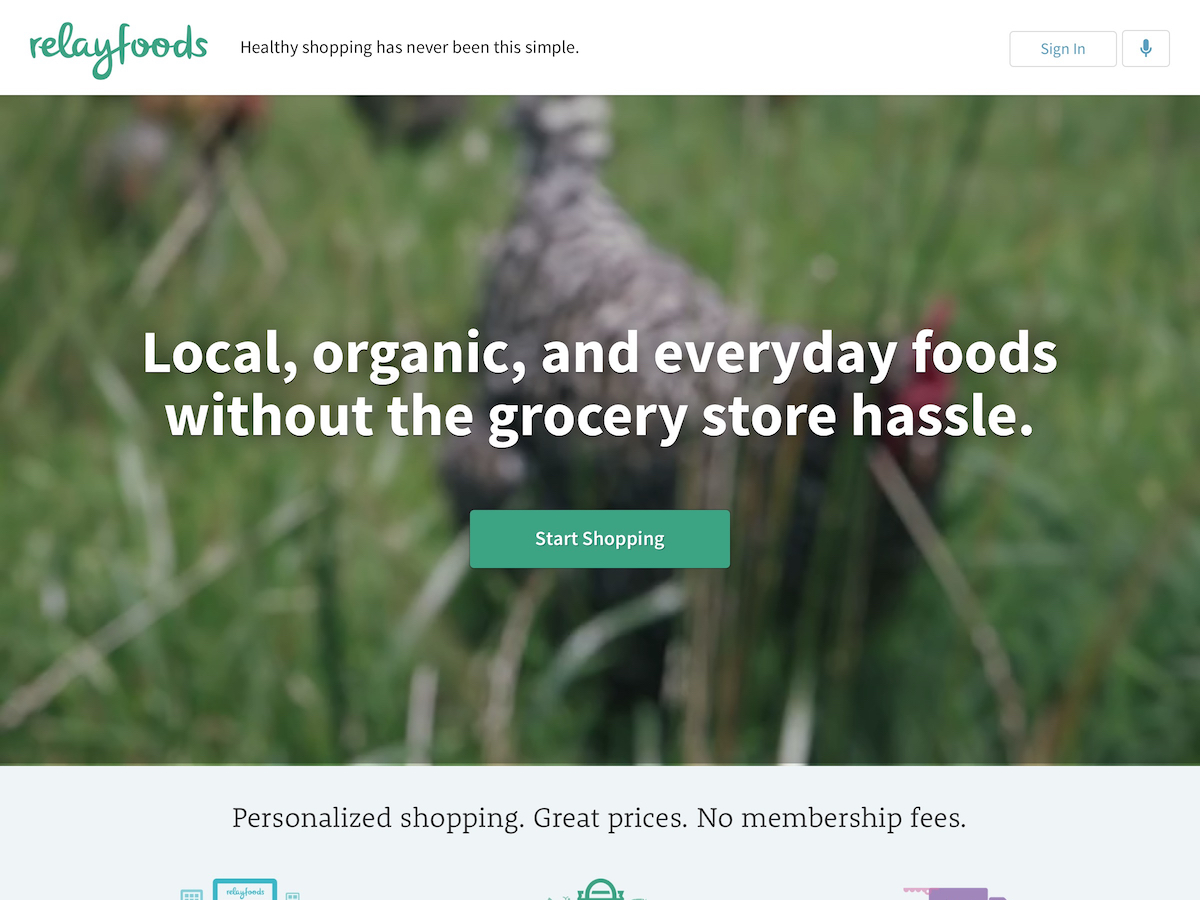 relayfoods
Healthy shopping has never been this simple.
Sign In
Local, organic, and everyday foods
without the grocery store hassle.
Start Shopping
Personalized shopping. Great prices. No membership fees.
relayfoods